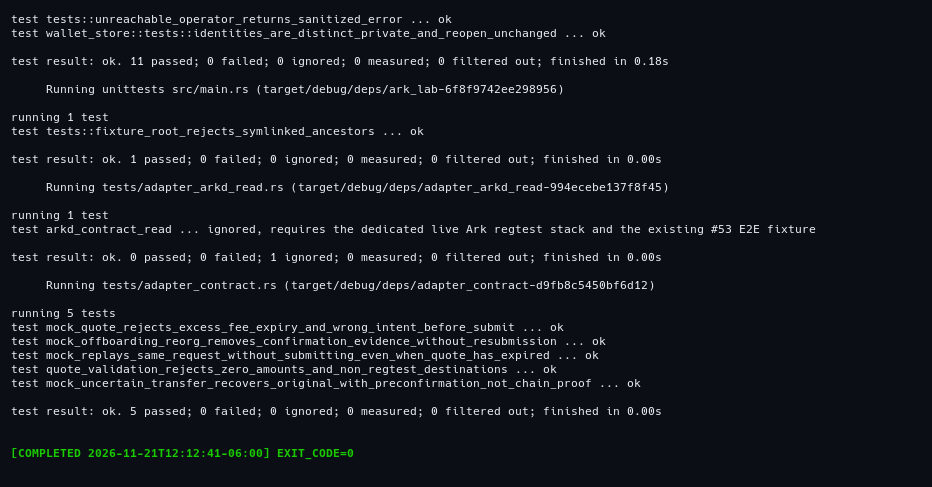 test tests::unreachable_operator_returns_sanitized_error ... ok
test wallet_store::tests::identities_are_distinct_private_and_reopen_unchanged ... ok
test result: ok. 11 passed; 0 failed; 0 ignored; 0 measured; 0 filtered out; finished in 0.18s
Running unittests src/main.rs (target/debug/deps/ark_lab-6f8f9742ee298956)
running 1 test
test tests::fixture_root_rejects_symlinked_ancestors ... ok
test result: ok. 1 passed; 0 failed; 0 ignored; 0 measured; 0 filtered out; finished in 0.00s
Running tests/adapter_arkd_read.rs (target/debug/deps/adapter_arkd_read-994ecebe137f8f45)
running 1 test
test arkd_contract_read ... ignored, requires the dedicated live Ark regtest stack and the existing #53 E2E fixture
test result: ok. 0 passed; 0 failed; 1 ignored; 0 measured; 0 filtered out; finished in 0.00s
Running tests/adapter_contract.rs (target/debug/deps/adapter_contract-d9fb8c5450bf6d12)
running 5 tests
test mock_quote_rejects_excess_fee_expiry_and_wrong_intent_before_submit ... ok
test mock_offboarding_reorg_removes_confirmation_evidence_without_resubmission ... ok
test mock_replays_same_request_without_submitting_even_when_quote_has_expired ... ok
test quote_validation_rejects_zero_amounts_and_non_regtest_destinations ... ok
test mock_uncertain_transfer_recovers_original_with_preconfirmation_not_chain_proof ... ok
test result: ok. 5 passed; 0 failed; 0 ignored; 0 measured; 0 filtered out; finished in 0.00s
[COMPLETED 2026-11-21T12:12:41-06:00] EXIT_CODE=0